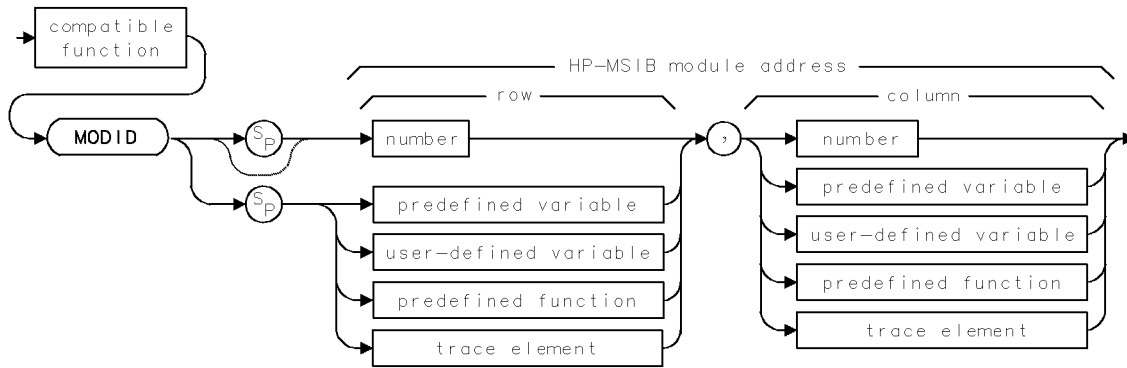 compatible
function
HP-MSIB module address
row
column
MODID
SP
number
,
number
SP
predefined variable
predefined variable
user-defined variable
user-defined variable
predefined function
predefined function
trace element
trace element